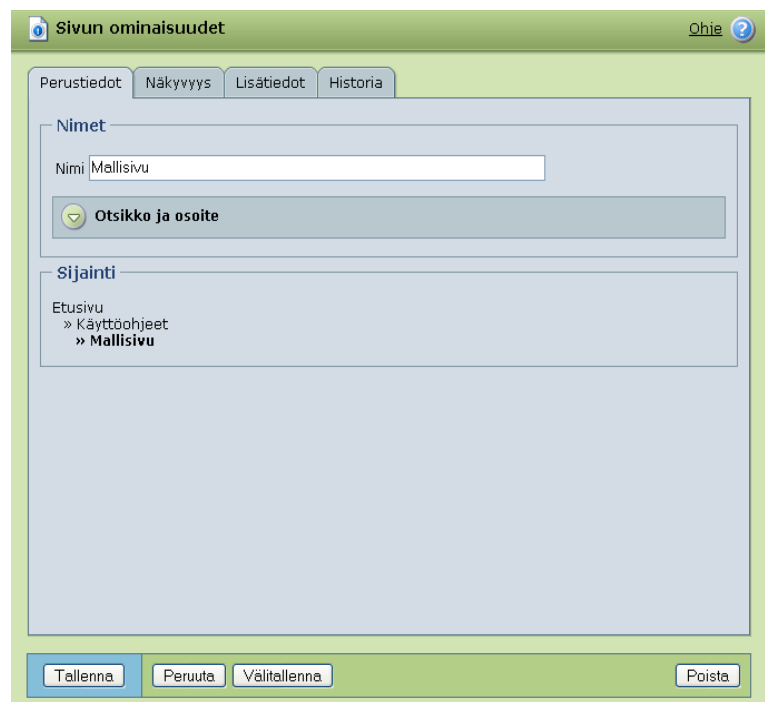 Sivun ominaisuudet
Ohje
Perustiedot Näkyvyys Lisätiedot Historia
Nimet
Nimi Mallisivu
Otsikko ja osoite
Sijainti
Etusivu
» Käyttöohjeet
» Mallisivu
Tallenna Peruuta Välitallenna Poista